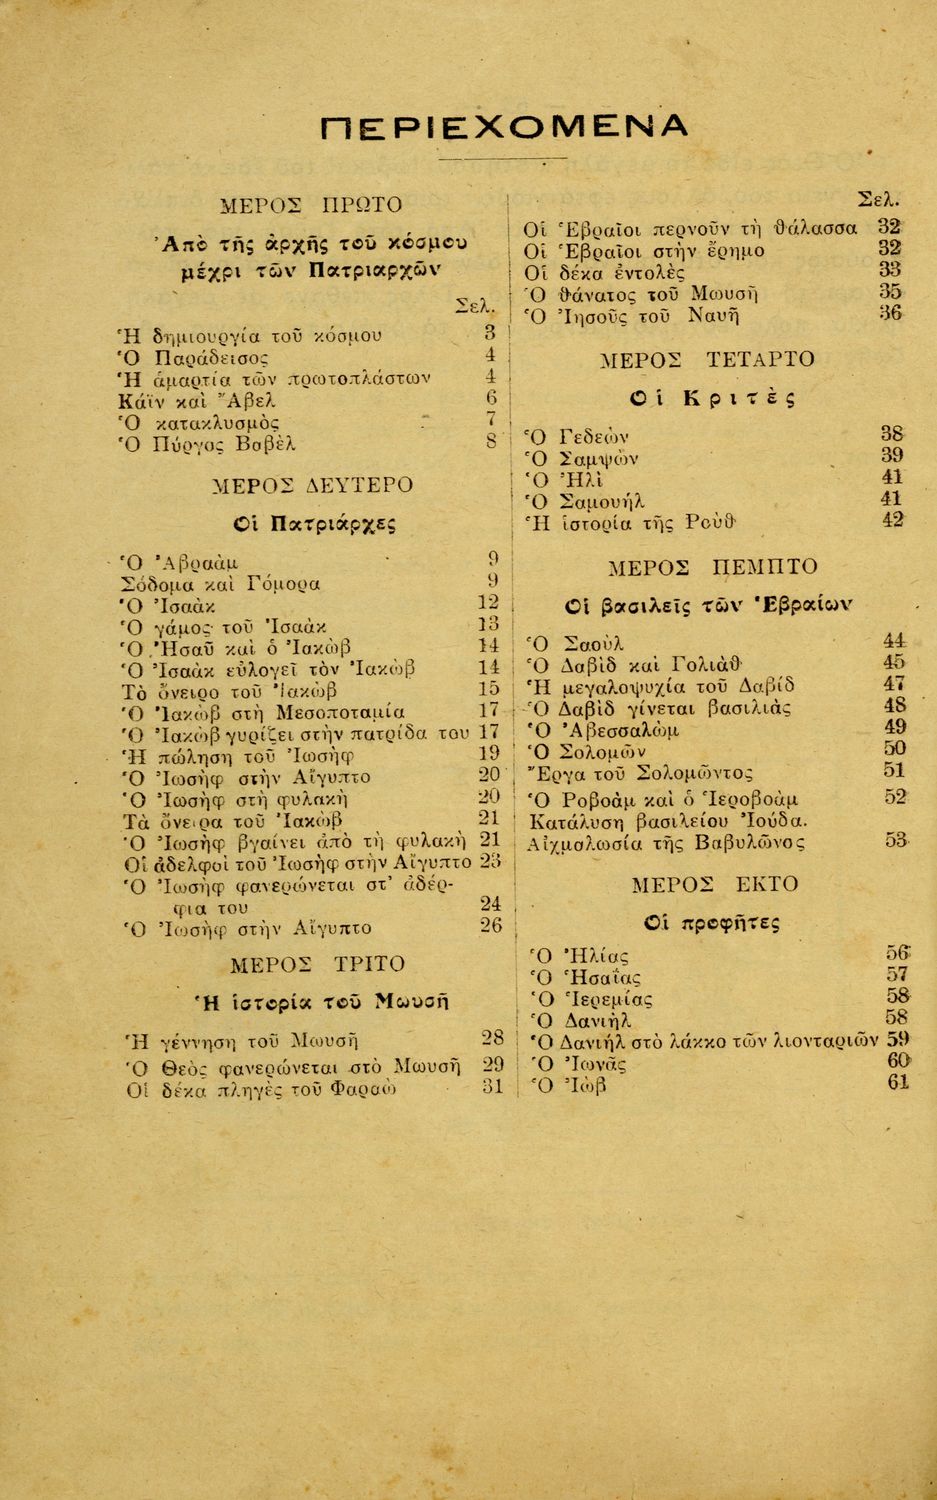 ΠΕΡΙΕΧΟΜΕΝΑ
ΜΕΡΟΣ ΠΡΩΤΟ
Ἀπὸ τῆς ἀρχῆς τοῦ κόσμου
μέχρι τῶν Πατριαρχῶν
Σελ.
Ἡ δημιουργία τοῦ κόσμου 3
Ὁ Παράδεισος 4
Ἡ ἁμαρτία τῶν πρωτοπλάστων 4
Κάϊν καὶ Ἄβελ 6
Ὁ κατακλυσμὸς 7
Ὁ Πύργος Βαβὲλ 8
ΜΕΡΟΣ ΔΕΥΤΕΡΟ
Οἱ Πατριάρχες
Ὁ Ἀβραὰμ 9
Σόδομα καὶ Γόμορα 9
Ὁ Ἰσαὰκ 12
Ὁ γάμος τοῦ Ἰσαὰκ 13
Ὁ Ἠσαῦ καὶ ὁ Ἰακὼβ 14
Ὁ Ἰσαὰκ εὐλογεῖ τὸν Ἰακὼβ 14
Τὸ ὄνειρο τοῦ Ἰακὼβ 15
Ὁ Ἰακὼβ στὴ Μεσοποταμία 17
Ὁ Ἰακὼβ γυρίζει στὴν πατρίδα του 17
Ἡ πώληση τοῦ Ἰωσὴφ 19
Ὁ Ἰωσὴφ στὴν Αἴγυπτο 20
Ὁ Ἰωσὴφ στὴ φυλακὴ 20
Τὰ ὄνειρα τοῦ Ἰακὼβ 21
Ὁ Ἰωσὴφ βγαίνει ἀπὸ τὴ φυλακὴ 21
Οἱ ἀδελφοὶ τοῦ Ἰωσὴφ στὴν Αἴγυπτο 23
Ὁ Ἰωσὴφ φανερώνεται στ' ἀδέρ-
φια του 24
Ὁ Ἰωσὴφ στὴν Αἴγυπτο 26
ΜΕΡΟΣ ΤΡΙΤΟ
Ἡ ἱστορία τοῦ Μωυσῆ
Ἡ γέννηση τοῦ Μωυσῆ 28
Ὁ Θεὸς φανερώνεται στὸ Μωυσῆ 29
Οἱ δέκα πληγὲς τοῦ Φαραὼ 31
Σελ.
Οἱ Ἑβραῖοι περνοῦν τὴ θάλασσα 32
Οἱ Ἑβραῖοι στὴν ἔρημο 32
Οἱ δέκα ἐντολὲς 33
Ὁ θάνατος τοῦ Μωυσῆ 35
Ὁ Ἰησοῦς τοῦ Ναυῆ 36
ΜΕΡΟΣ ΤΕΤΑΡΤΟ
Οἱ Κριτὲς
Ὁ Γεδεὼν 38
Ὁ Σαμψὼν 39
Ὁ Ἠλὶ 41
Ὁ Σαμουὴλ 41
Ἡ ἱστορία τῆς Ροὺθ 42
ΜΕΡΟΣ ΠΕΜΠΤΟ
Οἱ βασιλεῖς τῶν Ἑβραίων
Ὁ Σαοὺλ 44
Ὁ Δαβὶδ καὶ Γολιὰθ 45
Ἡ μεγαλοψυχία τοῦ Δαβίδ 47
Ὁ Δαβὶδ γίνεται βασιλιὰς 48
Ὁ Ἀβεσσαλὼμ 49
Ὁ Σολομὼν 50
Ἔργα τοῦ Σολομῶντος 51
Ὁ Ροβοὰμ καὶ ὁ Ἱεροβοὰμ 52
Κατάλυση βασιλείου Ἰούδα.
Αἰχμαλωσία τῆς Βαβυλῶνος 53
ΜΕΡΟΣ ΕΚΤΟ
Οἱ προφῆτες
Ὁ Ἠλίας 56
Ὁ Ἡσαΐας 57
Ὁ Ἱερεμίας 58
Ὁ Δανιὴλ 58
Ὁ Δανιὴλ στὸ λάκκο τῶν λιονταριῶν 59
Ὁ Ἰωνᾶς 60
Ὁ Ἰὼβ 61